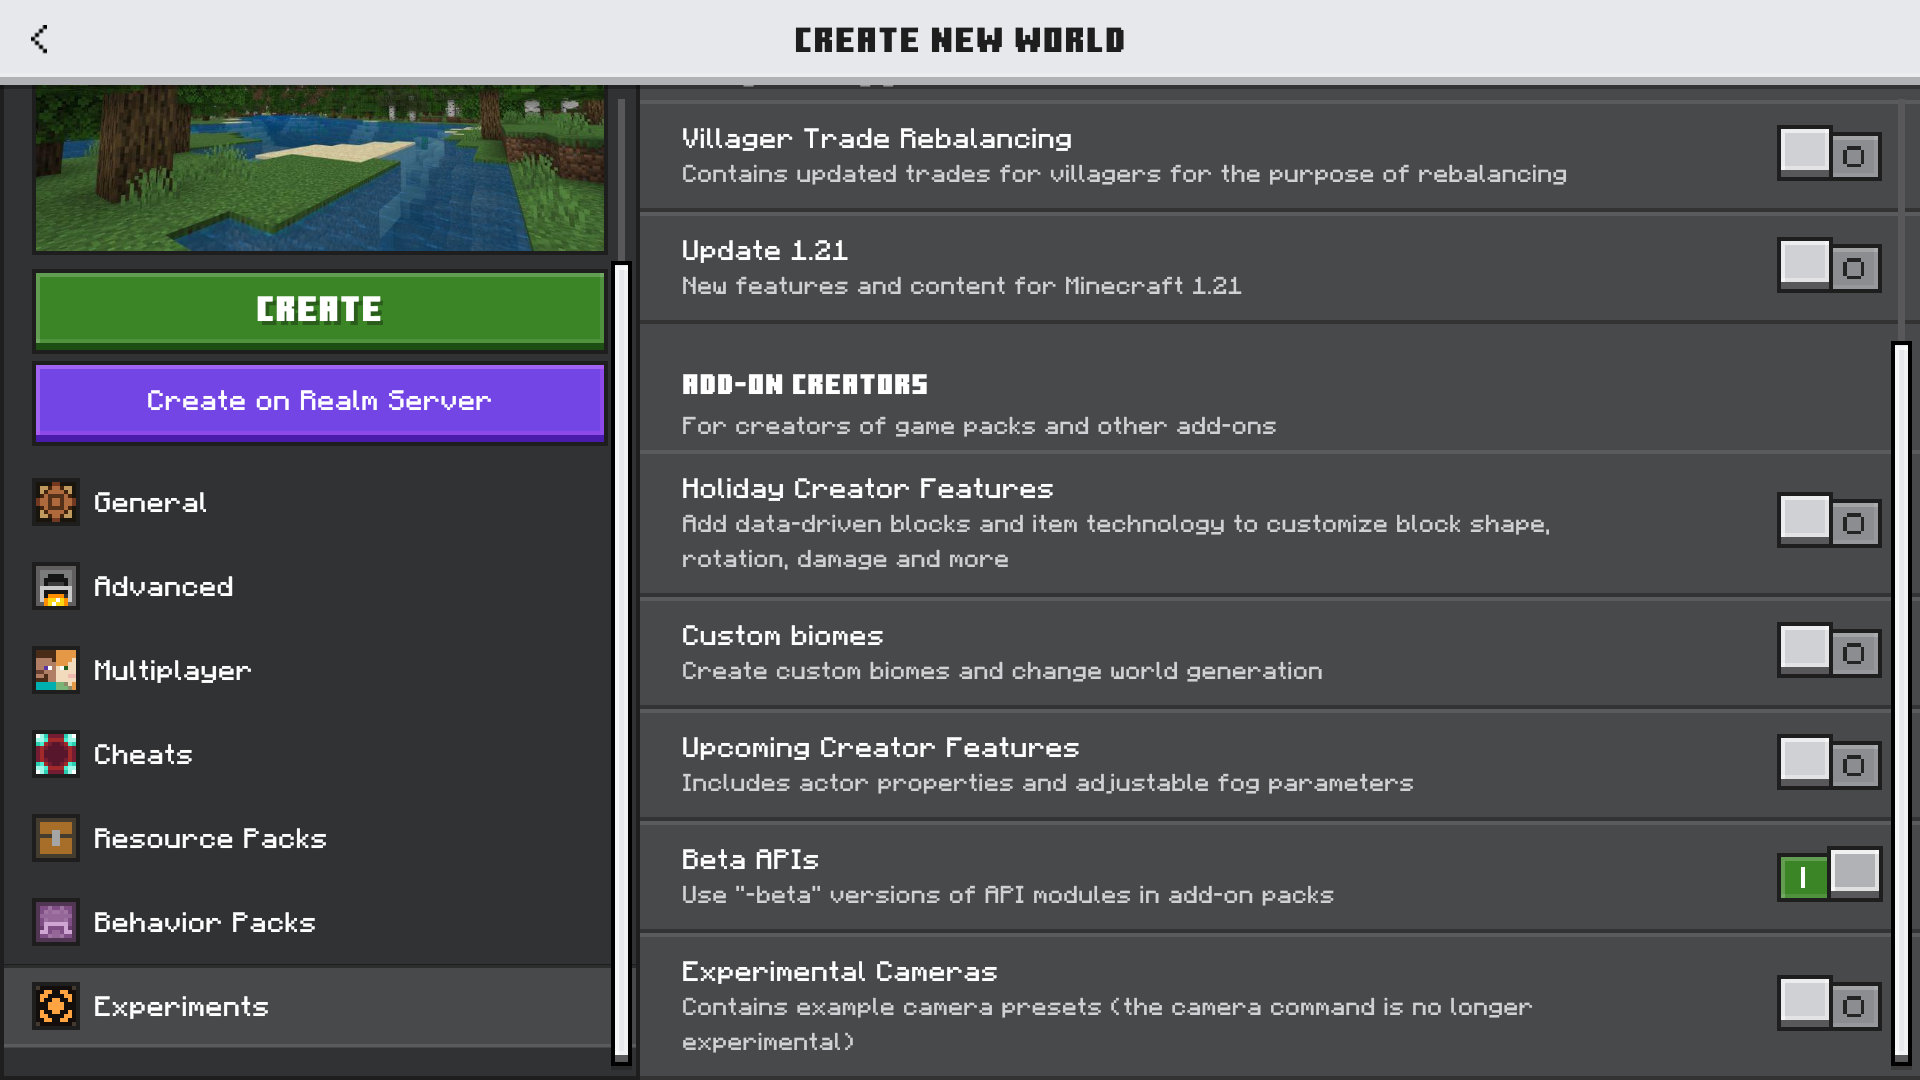 CREATE NEW WORLD
CREATE
Create on Realm Server
General
Advanced
Multiplayer
Cheats
Resource Packs
Behavior Packs
Experiments
Villager Trade Rebalancing
Contains updated trades for villagers for the purpose of rebalancing
Update 1.21
New features and content for Minecraft 1.21
ADD-ON CREATORS
For creators of game packs and other add-ons
Holiday Creator Features
Add data-driven blocks and item technology to customize block shape,
rotation, damage and more
Custom biomes
Create custom biomes and change world generation
Upcoming Creator Features
Includes actor properties and adjustable fog parameters
Beta APIs
Use "-beta" versions of API modules in add-on packs
Experimental Cameras
Contains example camera presets (the camera command is no longer
experimental)